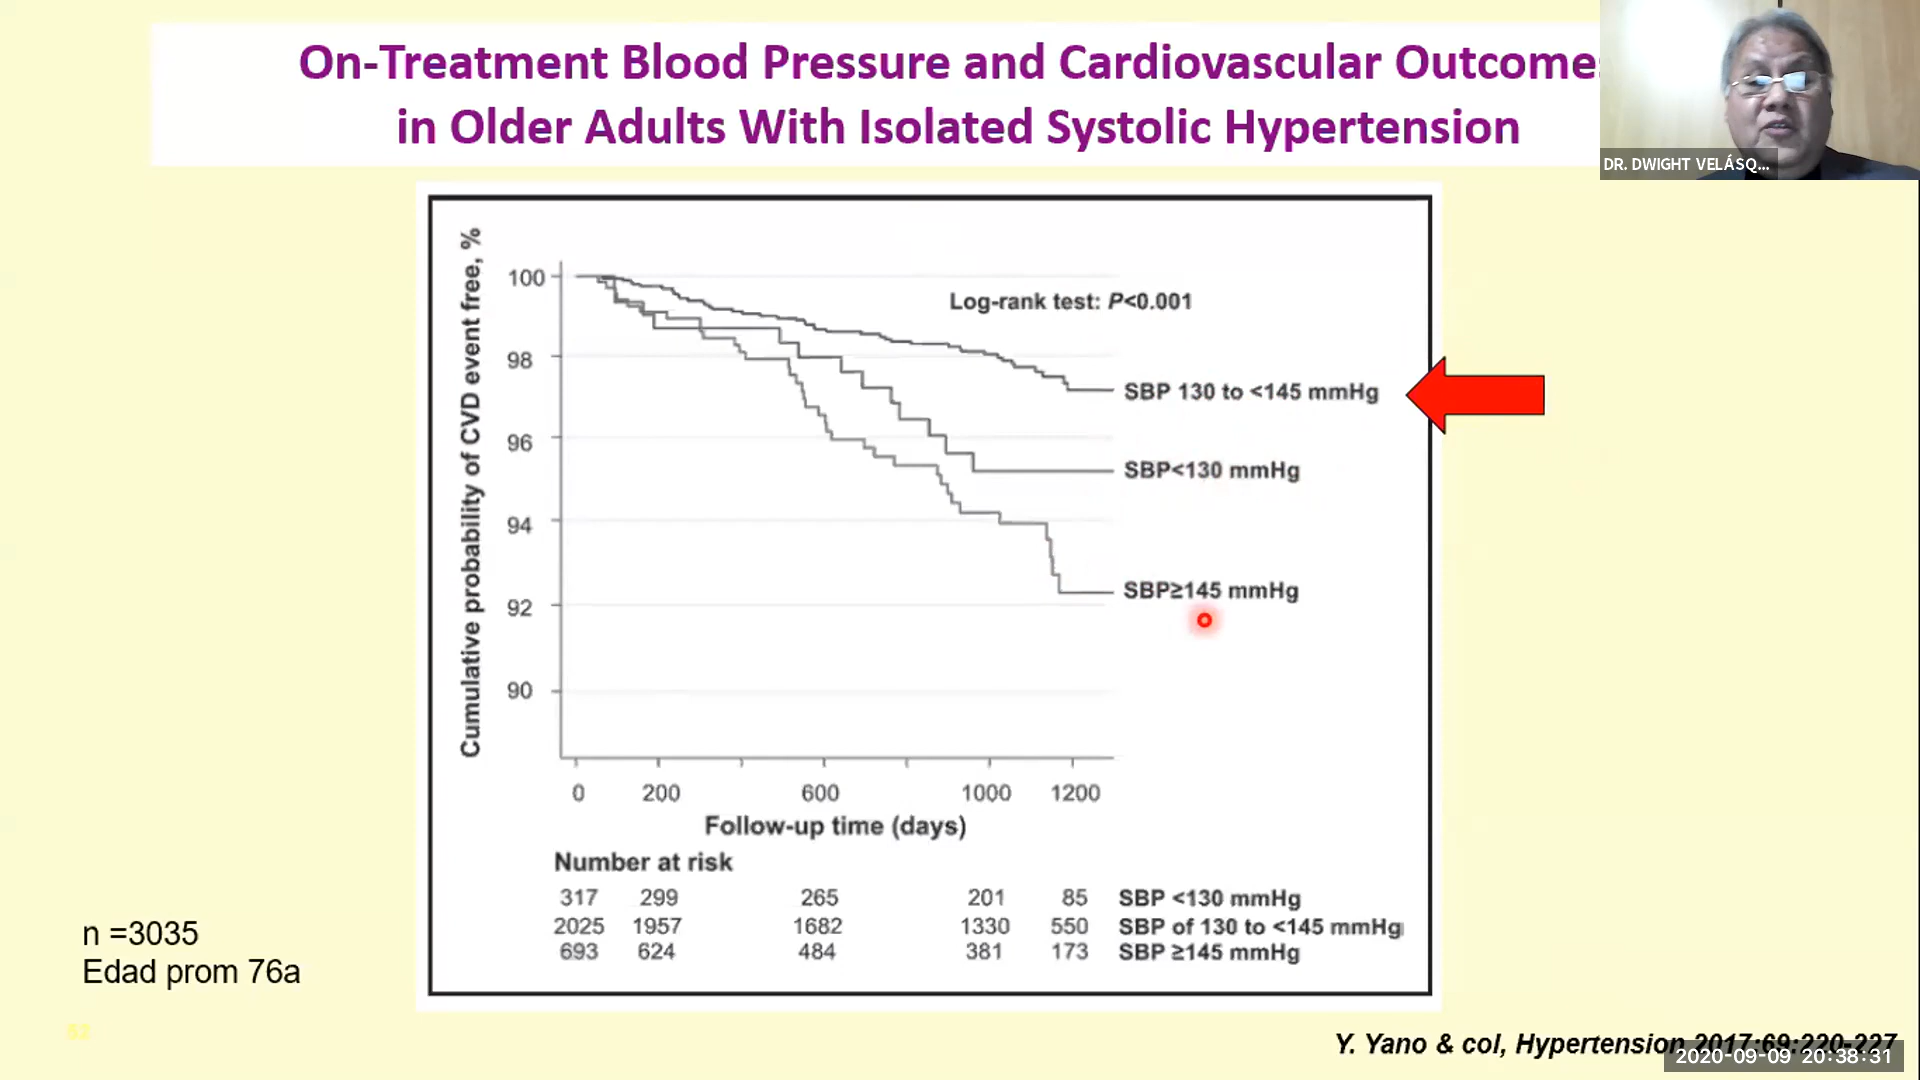 On-Treatment Blood Pressure and Cardiovascular Outcome
in Older Adults With Isolated Systolic Hypertension
DR. DWIGHT VELÁSQ...
Cumulative probability of CVD event free, %
100
98
96
94
92
90
Log-rank test: P<0.001
SBP 130 to <145 mmHg
SBP<130 mmHg
SBP≥145 mmHg
0 200 600 1000 1200
Follow-up time (days)
Number at risk
317 299 265 201 85 SBP <130 mmHg
2025 1957 1682 1330 550 SBP of 130 to <145 mmHg
693 624 484 381 173 SBP ≥145 mmHg
n =3035
Edad prom 76a
52
Y. Yano & col, Hypertension 2017;69:220-227
2020-09-09 20:38:31